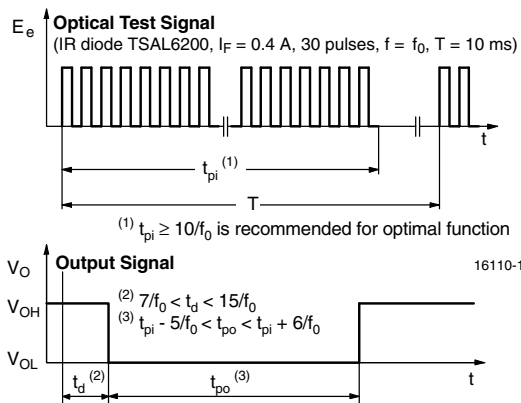 Optical Test Signal
E_e
(IR diode TSAL6200, I_F = 0.4 A, 30 pulses, f = f_0, T = 10 ms)
t
t_pi (1)
T
(1) t_pi ≥ 10/f_0 is recommended for optimal function
V_O Output Signal
16110-1
V_OH
(2) 7/f_0 < t_d < 15/f_0
(3) t_pi - 5/f_0 < t_po < t_pi + 6/f_0
V_OL
t
t_d (2)
t_po (3)